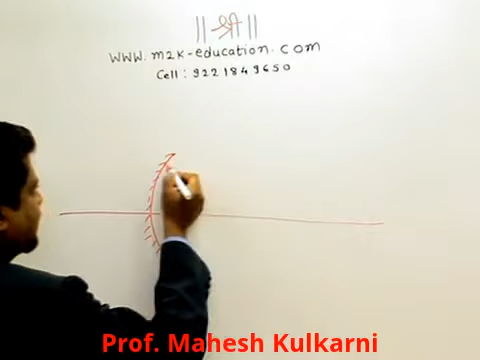 || श्री ||
www.m2k-education.com
Cell : 9221849650
Prof. Mahesh Kulkarni